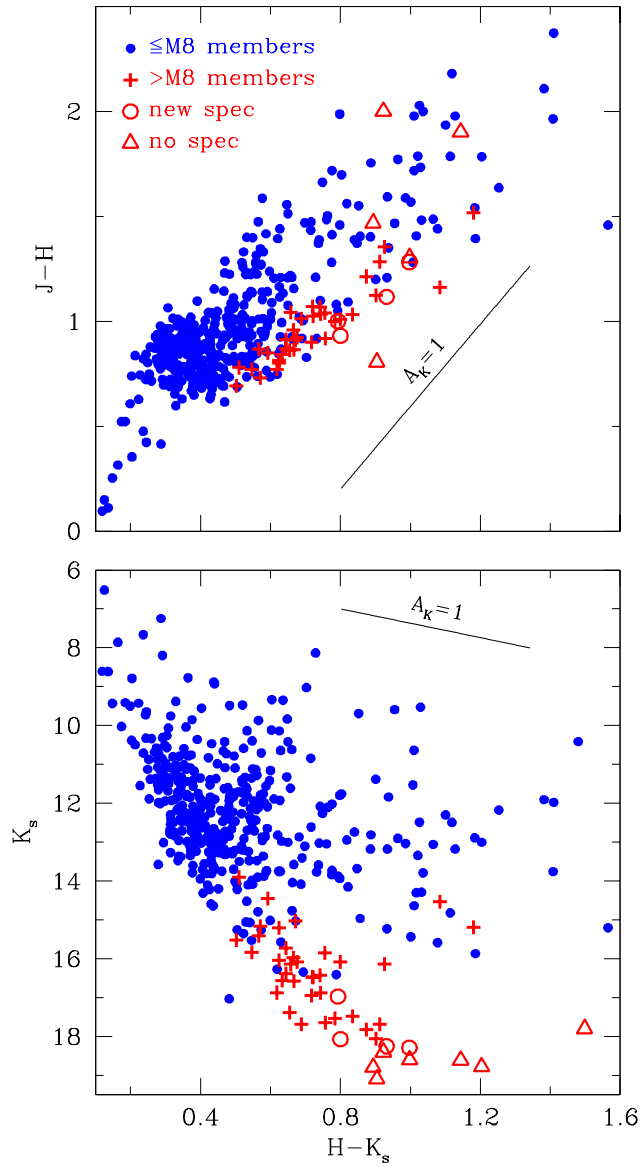 2
1
0
J−H
≦M8 members
>M8 members
new spec
no spec
A_K=1
6
8
10
12
14
16
18
K_s
A_K=1
0.4
0.8
1.2
1.6
H−K_s